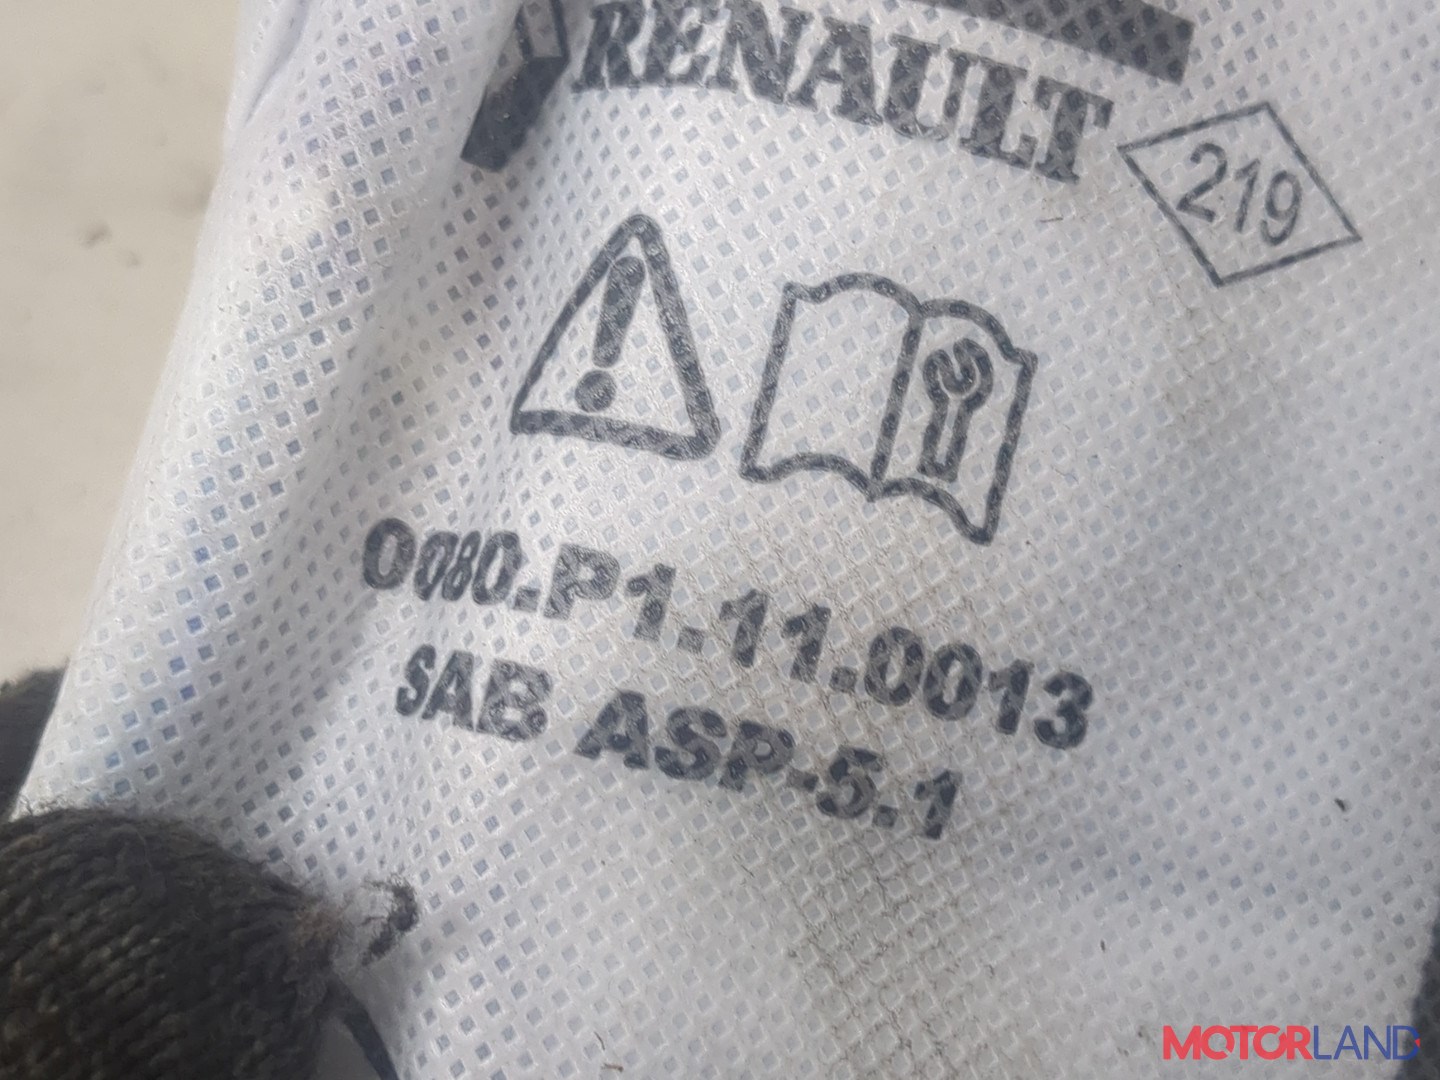 RENAULT
219
0080.P1.11.0013
SAB ASP-5.1
MOTORLAND